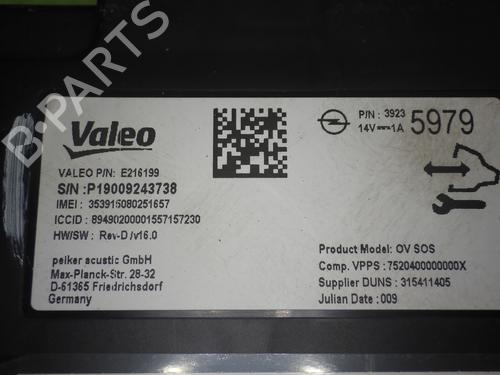 B-PARTS
Valeo
VALEO P/N: E216199
S/N :P19009243738
IMEI : 353915080251657
ICCID : 89490200001557157230
HW/SW : Rev-D /v16.0
peiker acustic GmbH
Max-Planck-Str. 28-32
D-61365 Friedrichsdorf
Germany
P/N: 3923 5979
14V⎓1A
Product Model: OV SOS
Comp. VPPS : 7520400000000X
Supplier DUNS : 315411405
Julian Date : 009